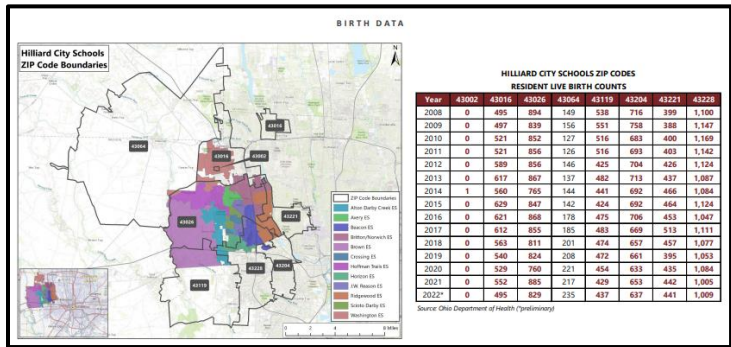 BIRTH DATA
Hilliard City Schools
ZIP Code Boundaries
N
43064
43016
43016
43002
43026
43221
43228
43204
43119
ZIP Code Boundaries
Alton Darby Creek ES
Avery ES
Beacon ES
Britton/Norwich ES
Brown ES
Crossing ES
Hoffman Trails ES
Horizon ES
J.W. Reason ES
Ridgewood ES
Scioto Darby ES
Washington ES
0 2 4 8 Miles
HILLIARD CITY SCHOOLS ZIP CODES
RESIDENT LIVE BIRTH COUNTS
Year 43002 43016 43026 43064 43119 43204 43221 43228
2008 0 495 894 149 538 716 399 1,100
2009 0 497 839 156 551 758 388 1,147
2010 0 521 852 127 516 683 400 1,169
2011 0 521 856 126 516 693 403 1,142
2012 0 589 856 146 425 704 426 1,124
2013 0 617 867 137 482 713 437 1,087
2014 1 560 765 144 441 692 466 1,084
2015 0 629 847 142 424 692 464 1,124
2016 0 621 868 178 475 706 453 1,047
2017 0 612 855 185 483 669 513 1,111
2018 0 563 811 201 474 657 457 1,077
2019 0 540 824 208 472 661 395 1,053
2020 0 529 760 221 454 633 435 1,084
2021 0 552 885 217 429 653 442 1,005
2022* 0 495 829 235 437 637 441 1,009
Source: Ohio Department of Health (*preliminary)